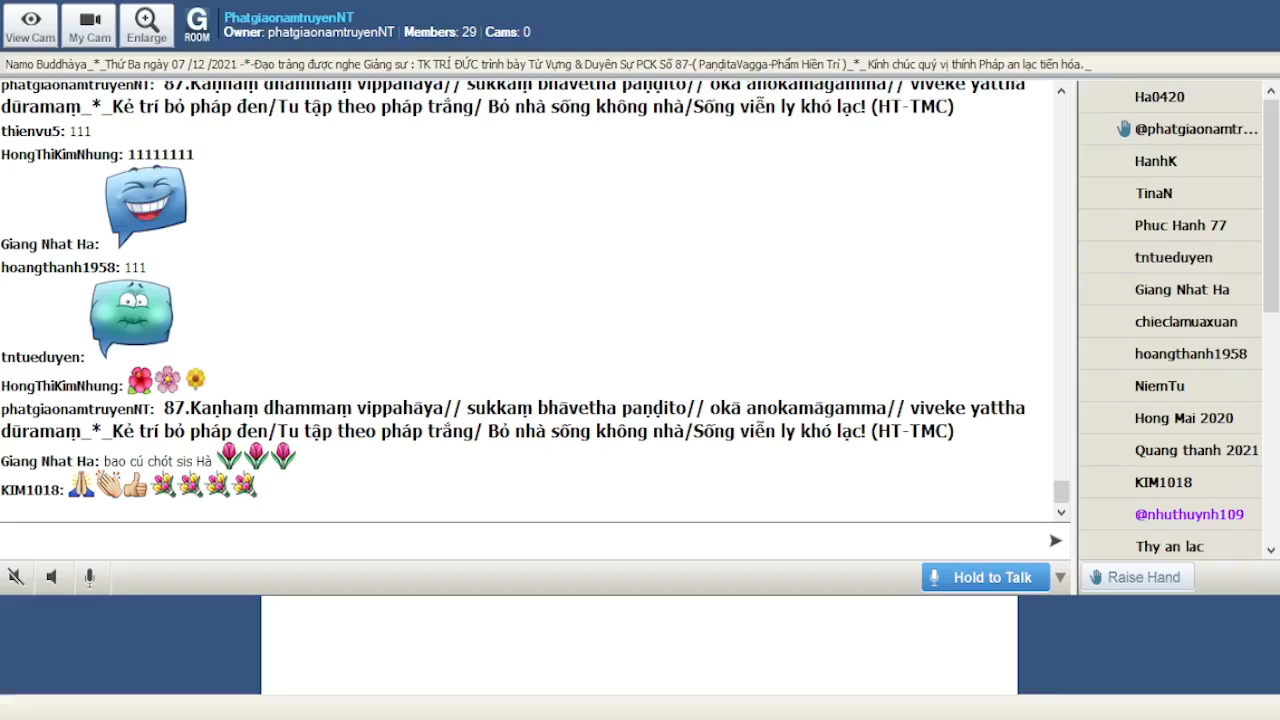 View Cam
My Cam
Enlarge
G
ROOM
PhatgiaonamtruyenNT
Owner: phatgiaonamtruyenNT | Members: 29 | Cams: 0
Namo Buddhàya_*_Thứ Ba ngày 07 /12 /2021 -*-Đạo tràng được nghe Giảng sư : TK TRÍ ĐỨC trình bày Từ Vựng & Duyên Sự PCK Số 87-( PaṇḍitaVagga-Phẩm Hiền Trí )_*_ Kính chúc quý vị thính Pháp an lạc tiến hóa._
phatgiaonamtruyenNT: 87.Kaṇhaṃ dhammaṃ vippahāya// sukkaṃ bhāvetha paṇḍito// okā anokamāgamma// viveke yattha
dūramaṃ_*_Kẻ trí bỏ pháp đen/Tu tập theo pháp trắng/ Bỏ nhà sống không nhà/Sống viễn ly khó lạc! (HT-TMC)
thienvu5: 111
HongThiKimNhung: 11111111
Giang Nhat Ha:
hoangthanh1958: 111
tntueduyen:
HongThiKimNhung:
phatgiaonamtruyenNT: 87.Kaṇhaṃ dhammaṃ vippahāya// sukkaṃ bhāvetha paṇḍito// okā anokamāgamma// viveke yattha
dūramaṃ_*_Kẻ trí bỏ pháp đen/Tu tập theo pháp trắng/ Bỏ nhà sống không nhà/Sống viễn ly khó lạc! (HT-TMC)
Giang Nhat Ha: bao cú chót sis Hà
KIM1018:
Hold to Talk
Ha0420
@phatgiaonamtr...
HanhK
TinaN
Phuc Hanh 77
tntueduyen
Giang Nhat Ha
chieclamuaxuan
hoangthanh1958
NiemTu
Hong Mai 2020
Quang thanh 2021
KIM1018
@nhuthuynh109
Thy an lac
Raise Hand